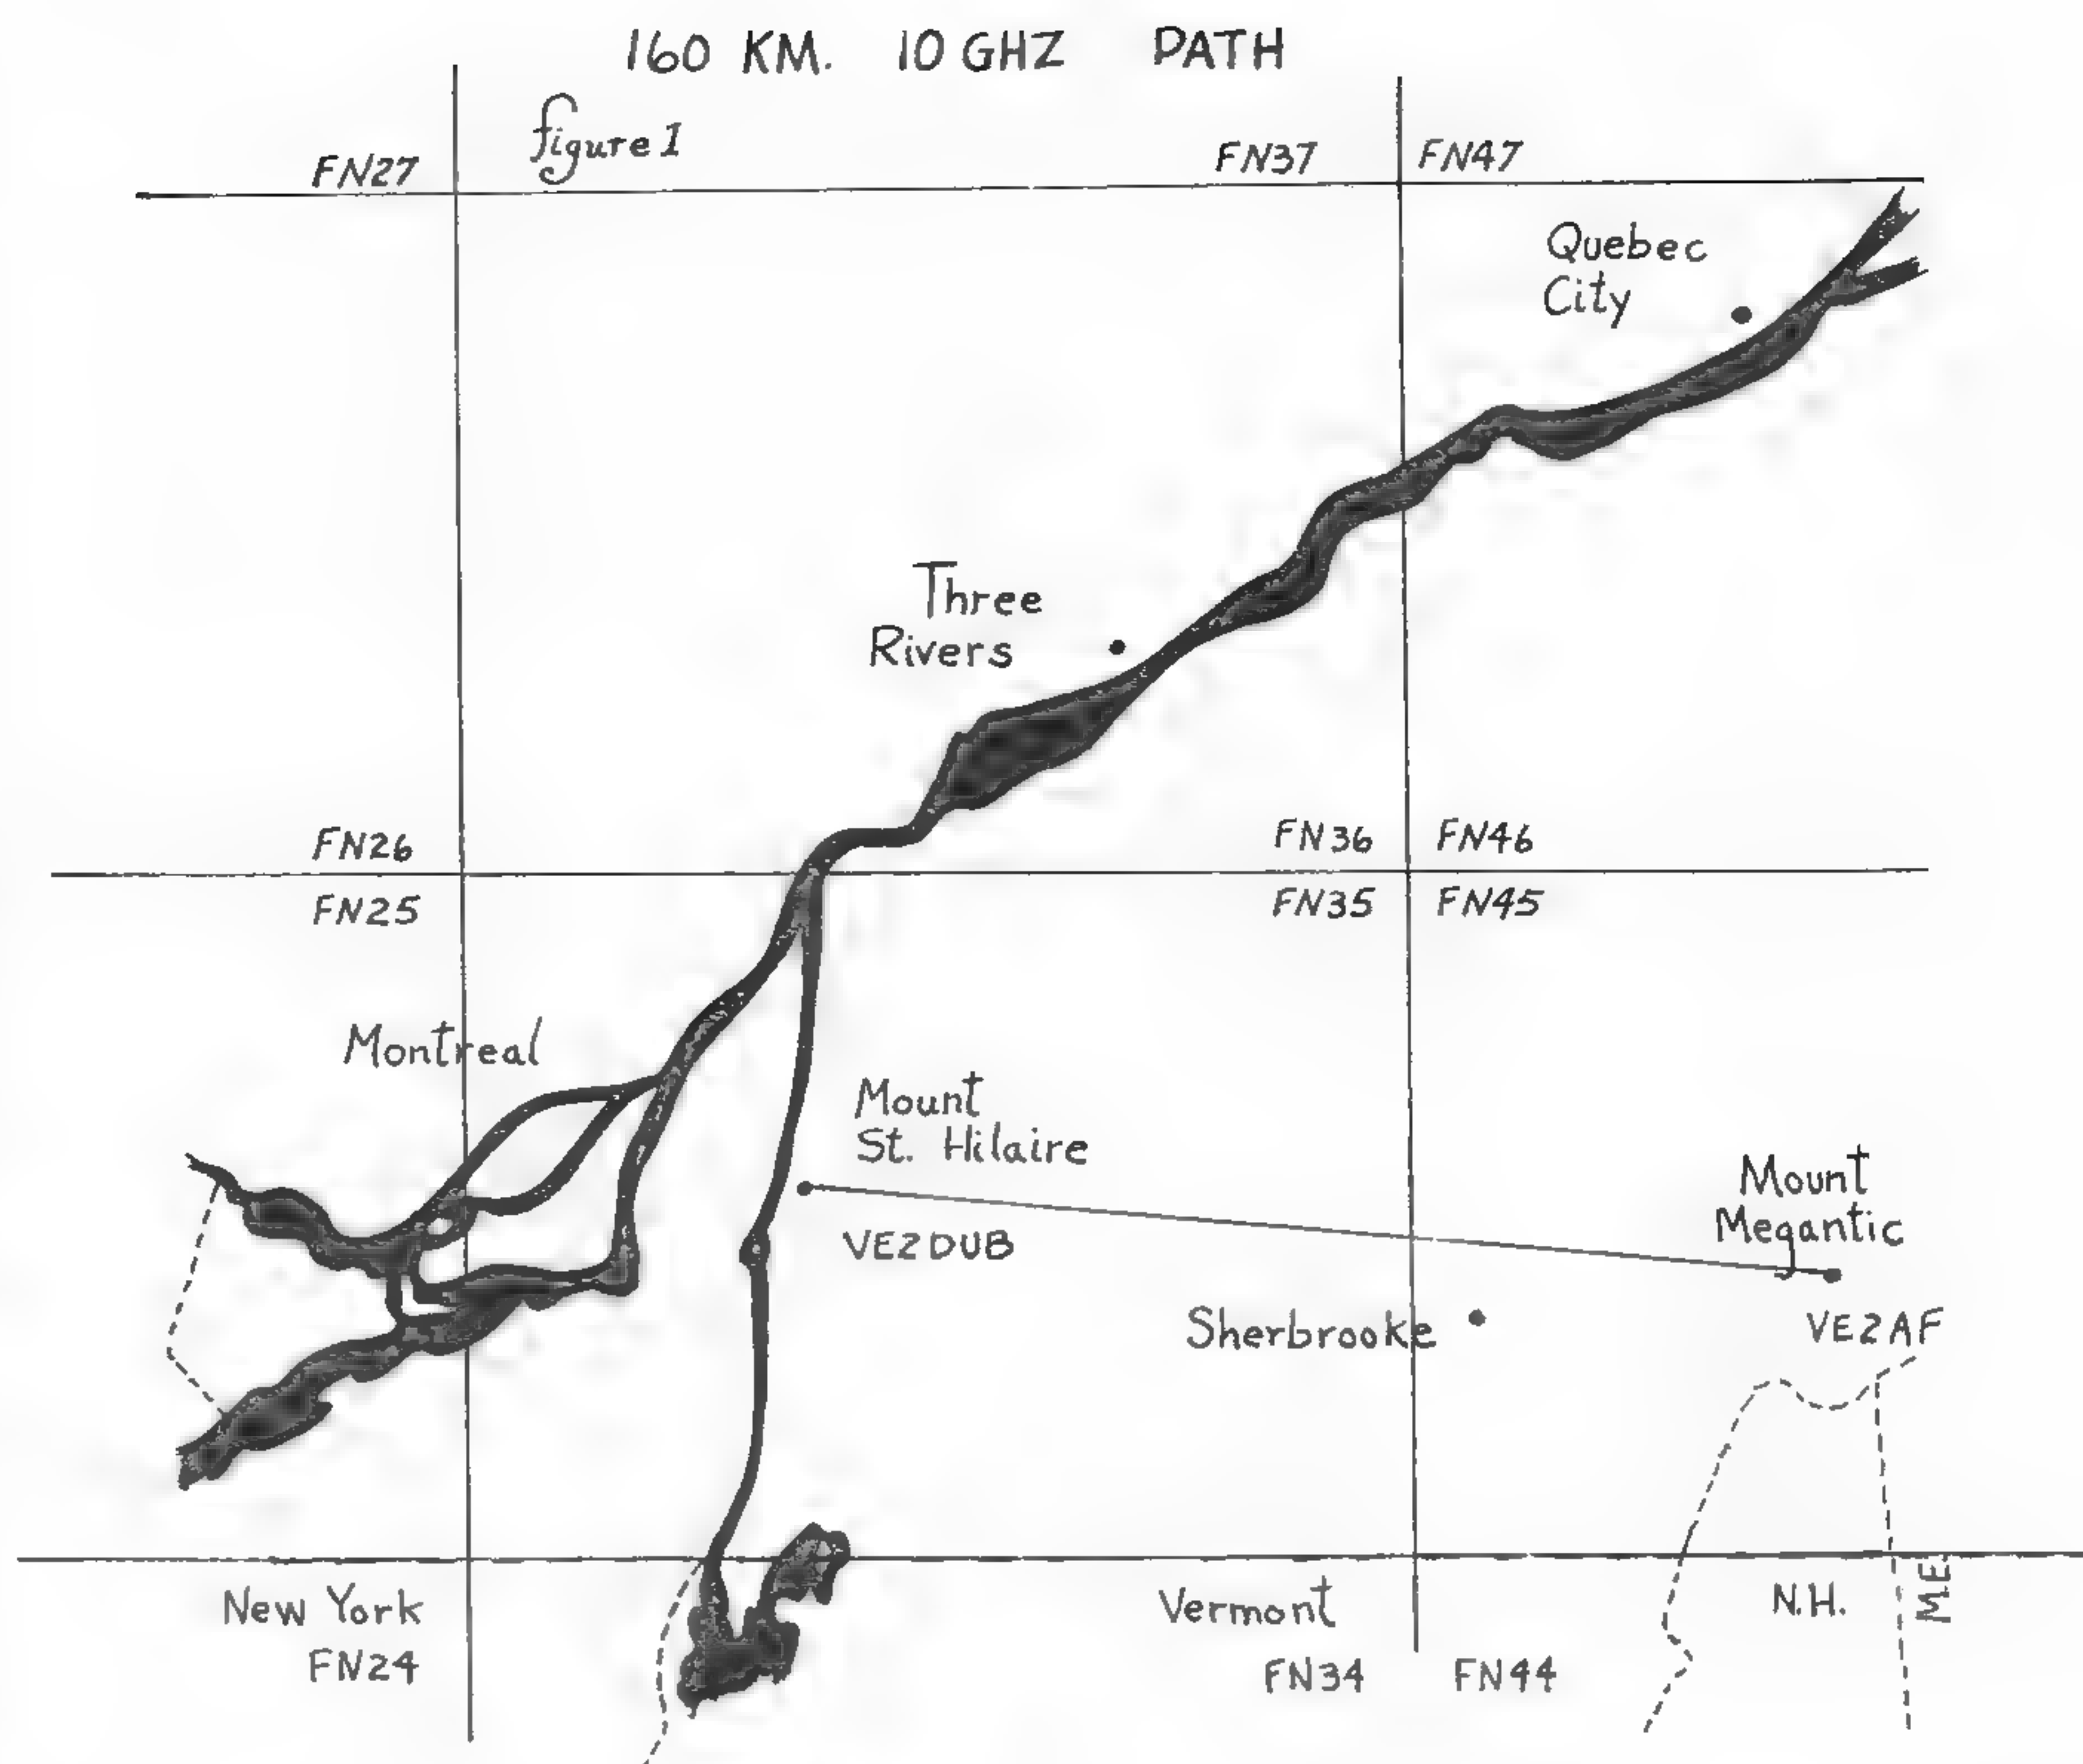 160 KM. 10 GHZ PATH
figure 1
FN27
FN37
FN47
Quebec
City
Three
Rivers
FN26
FN36
FN46
FN25
FN35
FN45
Montreal
Mount
St. Hilaire
VE2DUB
Mount
Megantic
Sherbrooke
VE2AF
New York
FN24
Vermont
FN34
N.H.
M.E.
FN44